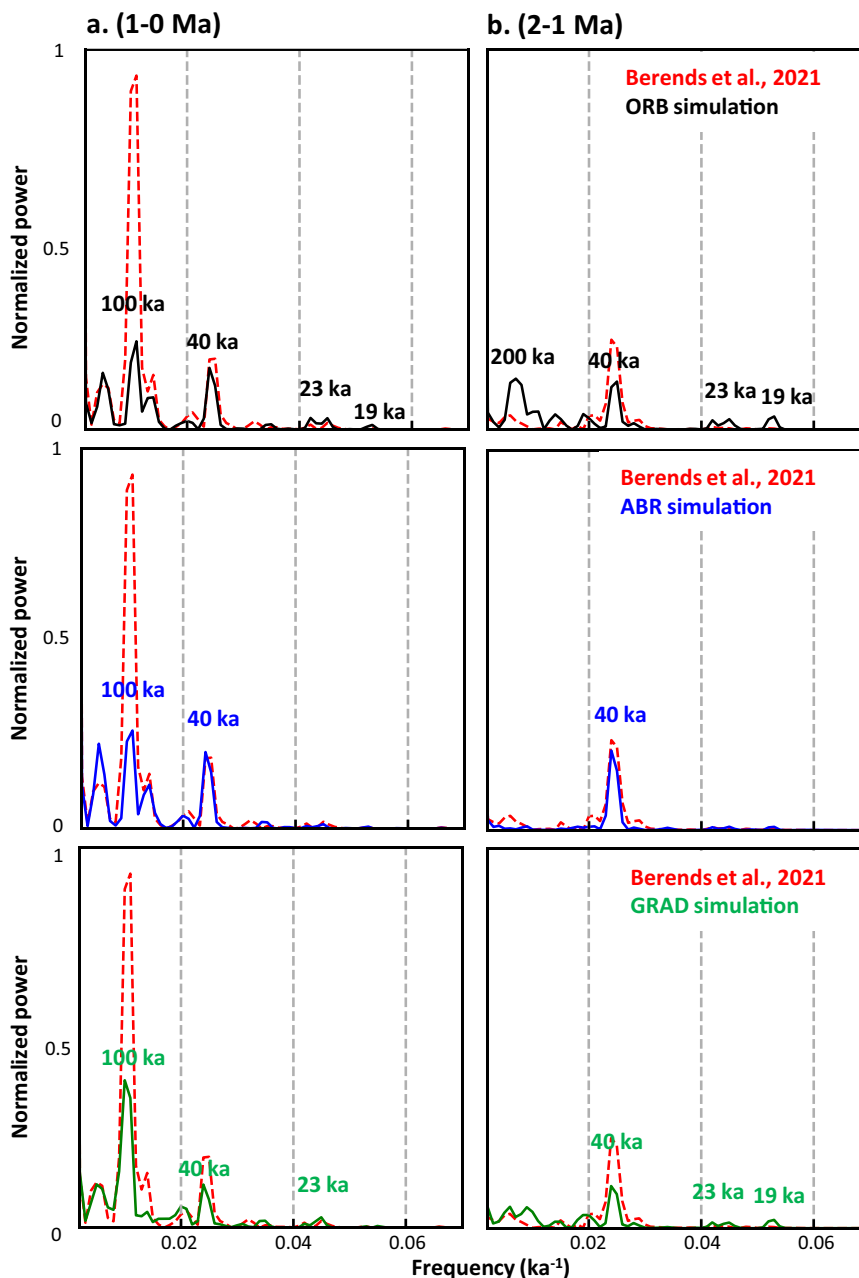 a. (1-0 Ma)
b. (2-1 Ma)
Normalized power
1
0.5
0
100 ka
40 ka
23 ka
19 ka
Berends et al., 2021
ORB simulation
200 ka
40 ka
23 ka
19 ka
Normalized power
1
0.5
0
100 ka
40 ka
Berends et al., 2021
ABR simulation
40 ka
Normalized power
1
0.5
0
100 ka
40 ka
23 ka
Berends et al., 2021
GRAD simulation
40 ka
23 ka
19 ka
0.02
0.04
0.06
0.02
0.04
0.06
Frequency (ka⁻¹)